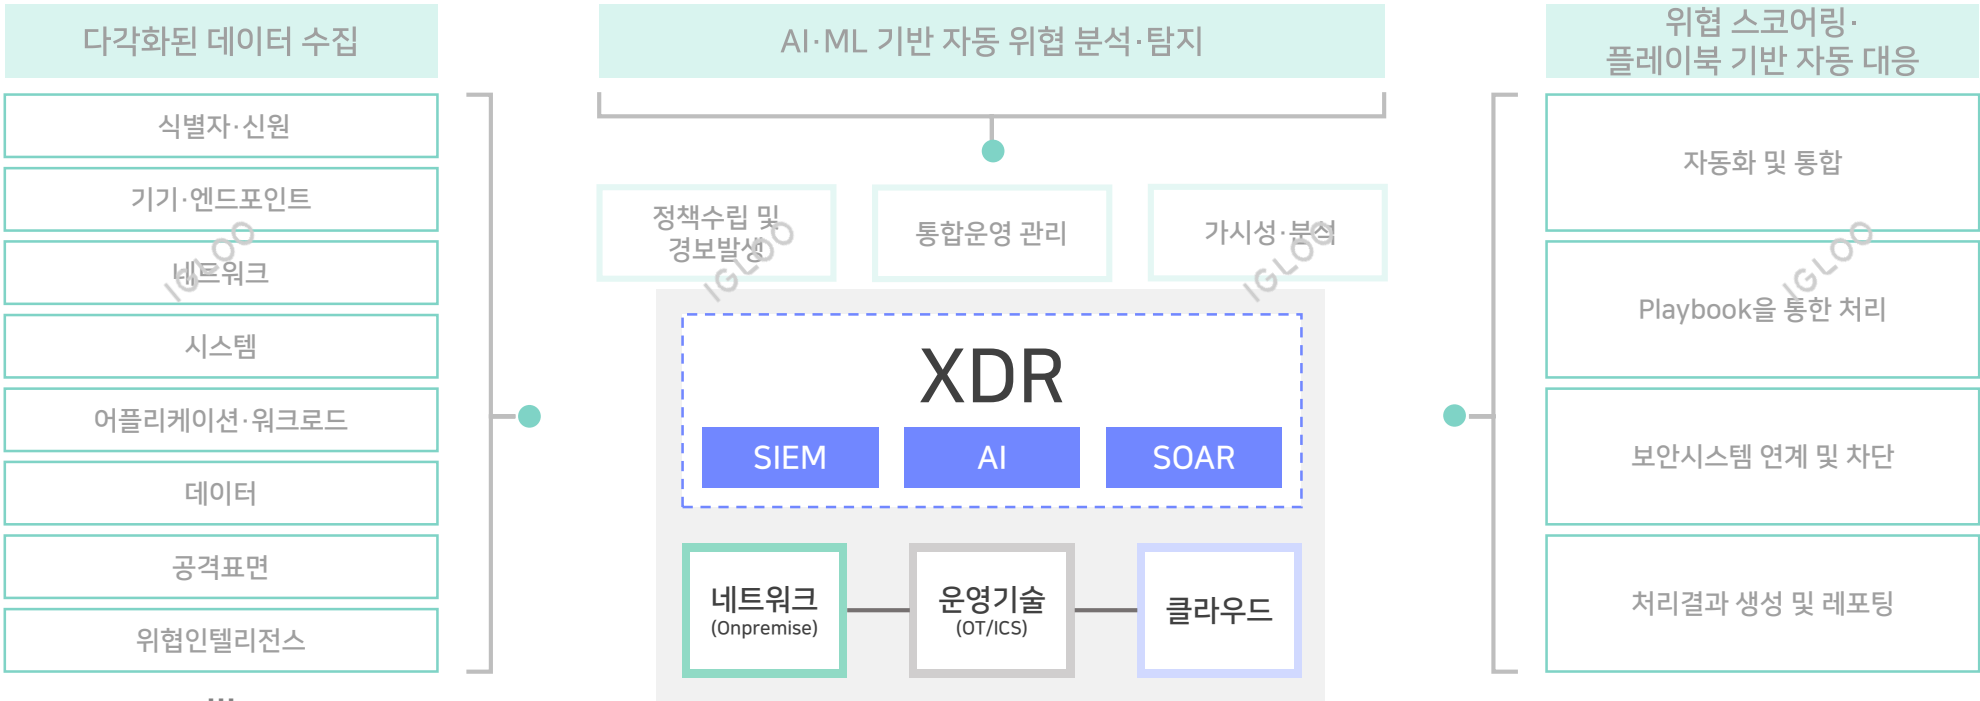 다각화된 데이터 수집
식별자·신원
기기·엔드포인트
네트워크
시스템
어플리케이션·워크로드
데이터
공격표면
위협인텔리전스
...
AI·ML 기반 자동 위협 분석·탐지
정책수립 및
경보발생
통합운영 관리
가시성·분석
XDR
SIEM
AI
SOAR
네트워크
(Onpremise)
운영기술
(OT/ICS)
클라우드
위협 스코어링·
플레이북 기반 자동 대응
자동화 및 통합
Playbook을 통한 처리
보안시스템 연계 및 차단
처리결과 생성 및 레포팅
IGLOO
IGLOO
IGLOO
IGLOO